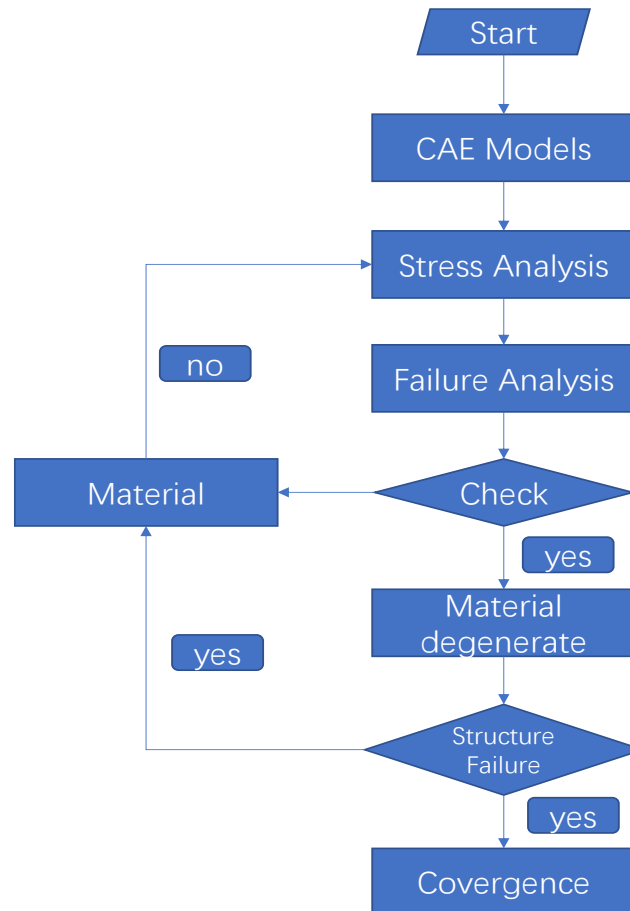 Start
CAE Models
Stress Analysis
no
Failure Analysis
Material
Check
yes
Material
degenerate
yes
Structure
Failure
yes
Covergence